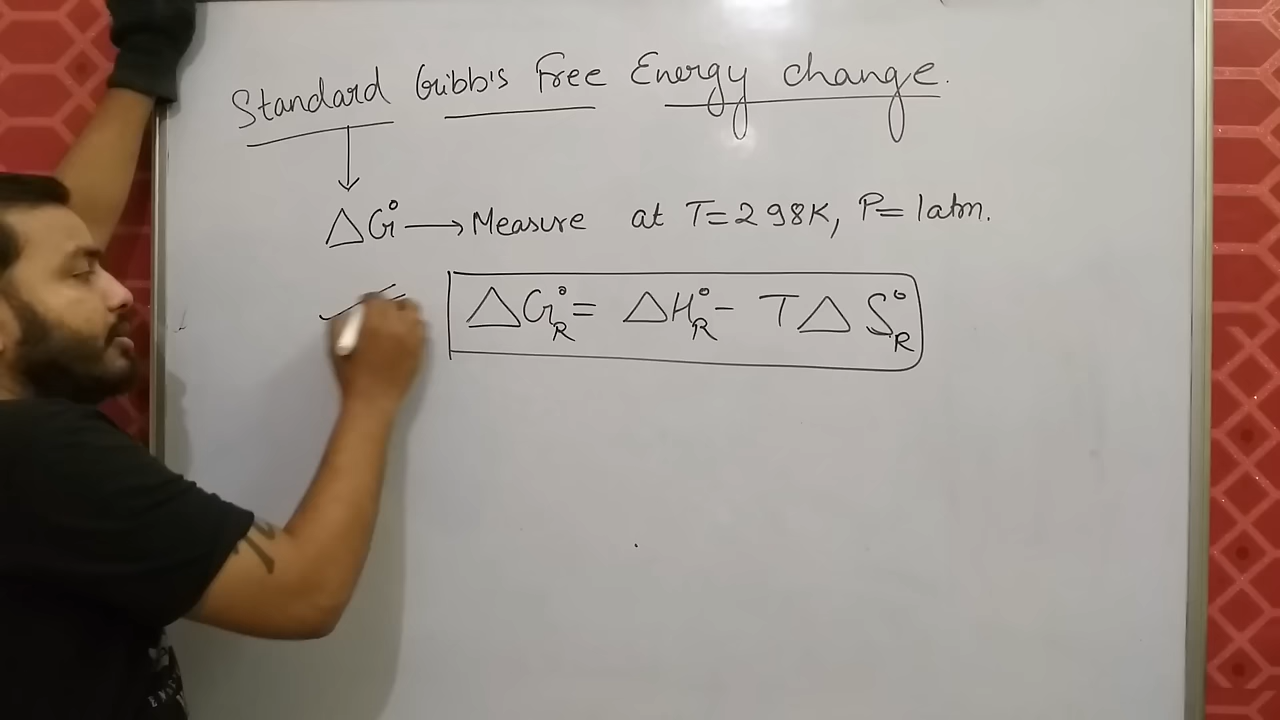 Standard Gibb's Free Energy change.
ΔG° → Measure at T=298K, P=1atm.
ΔG°R = ΔH°R - TΔS°R